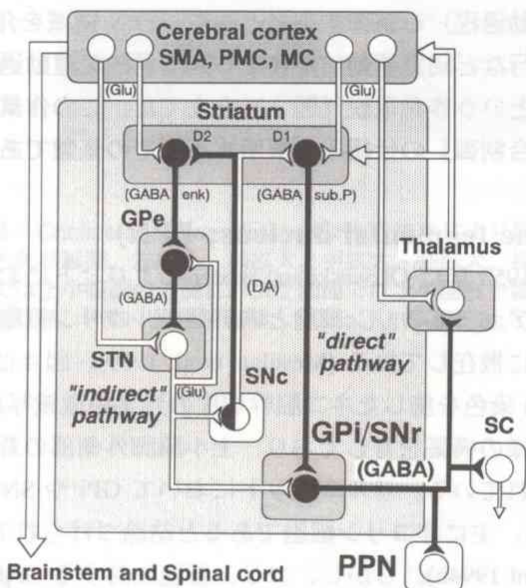 Cerebral cortex
SMA, PMC, MC
(Glu)
(Glu)
Striatum
D2
D1
(GABA enk)
(GABA sub.P)
GPe
Thalamus
(GABA)
(DA)
STN
"direct"
pathway
SNc
"indirect"
pathway
(Glu)
GPi/SNr
SC
(GABA)
PPN
Brainstem and Spinal cord